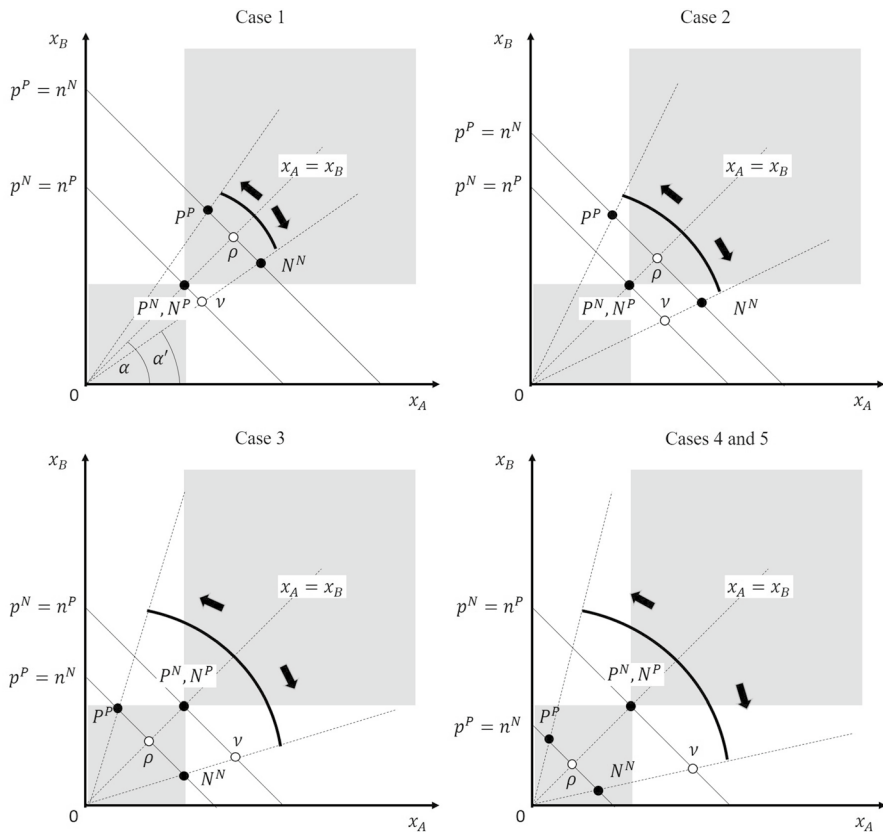 Case 1
x_B
p^P = n^N
p^N = n^P
x_A = x_B
P^P
ρ
N^N
P^N, N^P
ν
α
α′
0
x_A
Case 2
x_B
p^P = n^N
p^N = n^P
x_A = x_B
P^P
ρ
P^N, N^P
ν
N^N
0
x_A
Case 3
x_B
x_A = x_B
p^N = n^P
p^P = n^N
P^N, N^P
P^P
ρ
ν
N^N
0
x_A
Cases 4 and 5
x_B
x_A = x_B
p^N = n^P
p^P = n^N
P^N, N^P
P^P
ρ
ν
N^N
0
x_A